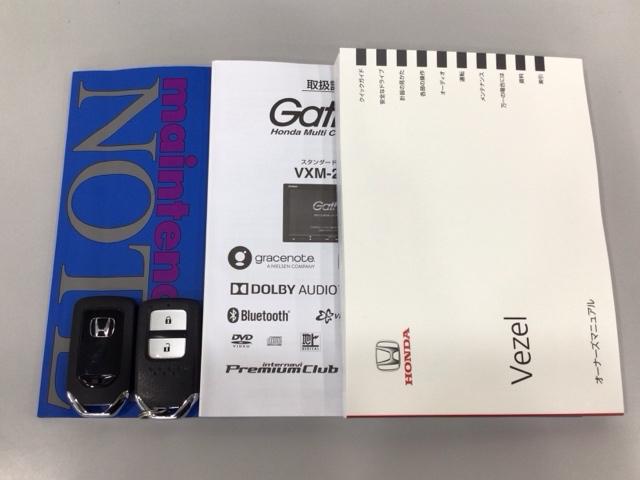 maintenance
NOTE
取扱説
Gat
Honda Multi C
スタンダード
VXM-2
Gath
gracenote.
A NIELSEN COMPANY
DOLBY AUDIO
Bluetooth
DVD
VIDEO
DIGITAL
internavi
PremiumClub
クイックガイド
安全なドライブ
計器の見かた
各部の操作
オーディオ
運転
メンテナンス
万一の場合には
資料
索引
HONDA
Vezel
オーナーズマニュアル